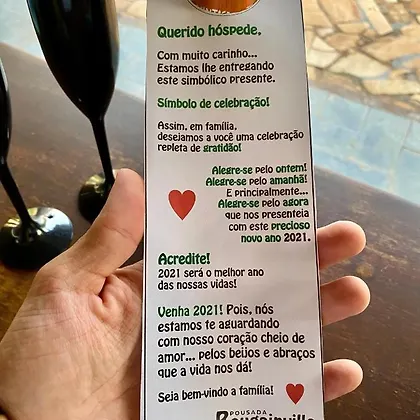 Querido hóspede,
Com muito carinho...
Estamos lhe entregando
este simbólico presente.
Símbolo de celebração!
Assim, em família,
desejamos a você uma celebração
repleta de gratidão!
Alegre-se pelo ontem!
Alegre-se pelo amanhã!
E principalmente...
Alegre-se pelo agora
que nos presenteia
com este precioso
novo ano 2021.
Acredite!
2021 será o melhor ano
das nossas vidas!
Venha 2021! Pois, nós
estamos te aguardando
com nosso coração cheio de
amor... pelos beijos e abraços
que a vida nos dá!
Seja bem-vindo a família!
POUSADA